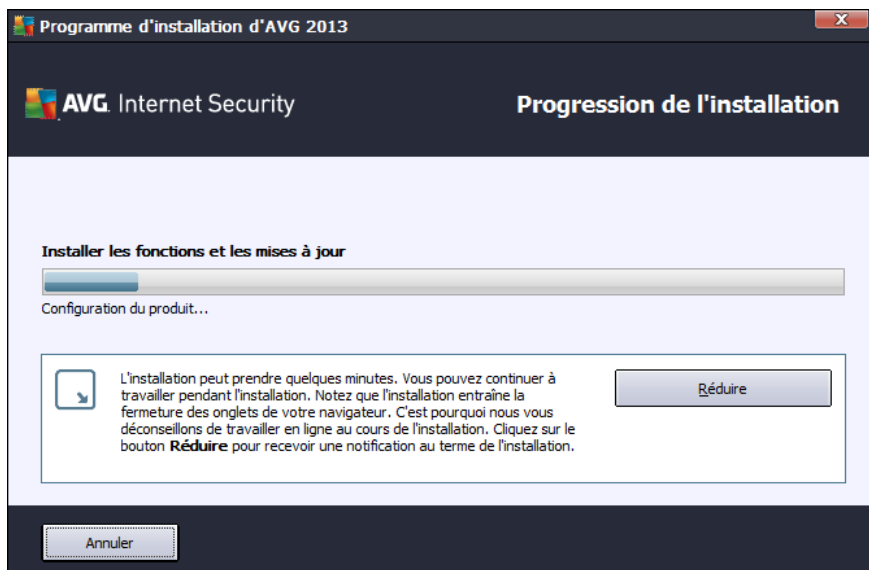 Programme d'installation d'AVG 2013
AVG. Internet Security
Progression de l'installation
Installer les fonctions et les mises à jour
Configuration du produit...
L'installation peut prendre quelques minutes. Vous pouvez continuer à
travailler pendant l'installation. Notez que l'installation entraîne la
fermeture des onglets de votre navigateur. C'est pourquoi nous vous
déconseillons de travailler en ligne au cours de l'installation. Cliquez sur le
bouton Réduire pour recevoir une notification au terme de l'installation.
Réduire
Annuler